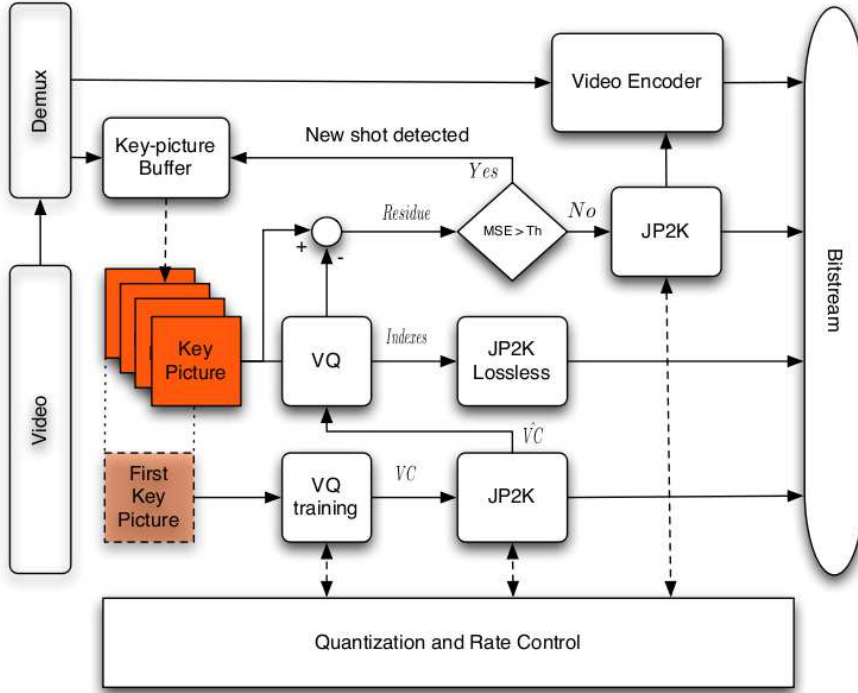 Demux
Video Encoder
New shot detected
Key-picture
Buffer
Yes
Residue
MSE > Th
No
JP2K
+
-
Bitstream
Key
Picture
VQ
Indexes
JP2K
Lossless
Video
V̂C
First
Key
Picture
VQ
training
VC
JP2K
Quantization and Rate Control